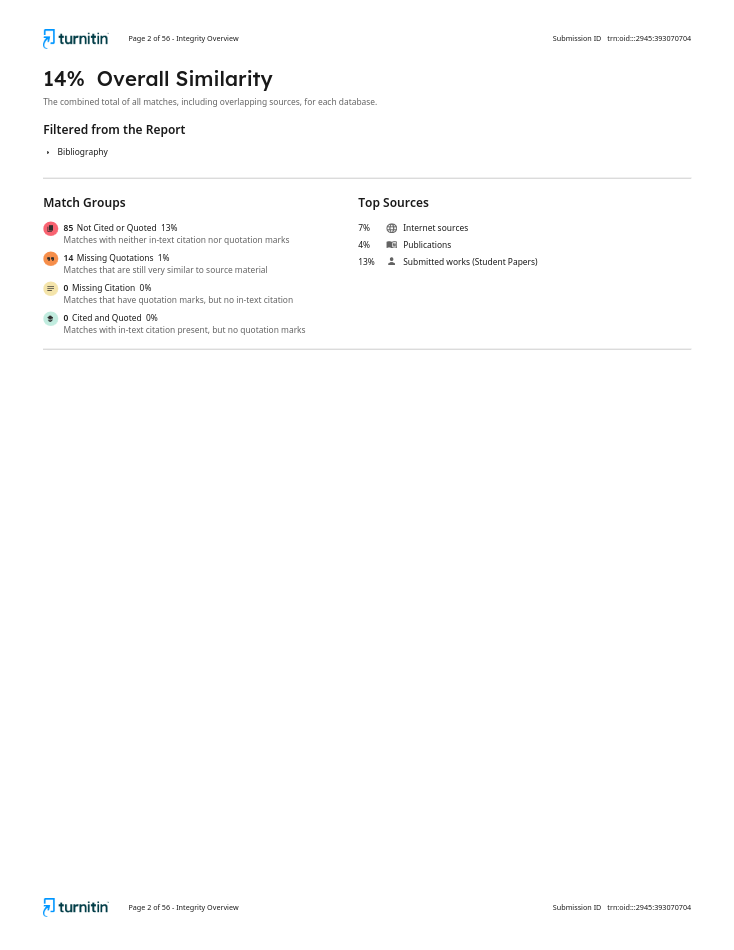 turnitin Page 2 of 56 - Integrity Overview Submission ID trn:oid:::2945:393070704
14% Overall Similarity
The combined total of all matches, including overlapping sources, for each database.
Filtered from the Report
Bibliography
Match Groups
85 Not Cited or Quoted 13%
Matches with neither in-text citation nor quotation marks
14 Missing Quotations 1%
Matches that are still very similar to source material
0 Missing Citation 0%
Matches that have quotation marks, but no in-text citation
0 Cited and Quoted 0%
Matches with in-text citation present, but no quotation marks
Top Sources
7% Internet sources
4% Publications
13% Submitted works (Student Papers)
turnitin Page 2 of 56 - Integrity Overview Submission ID trn:oid:::2945:393070704